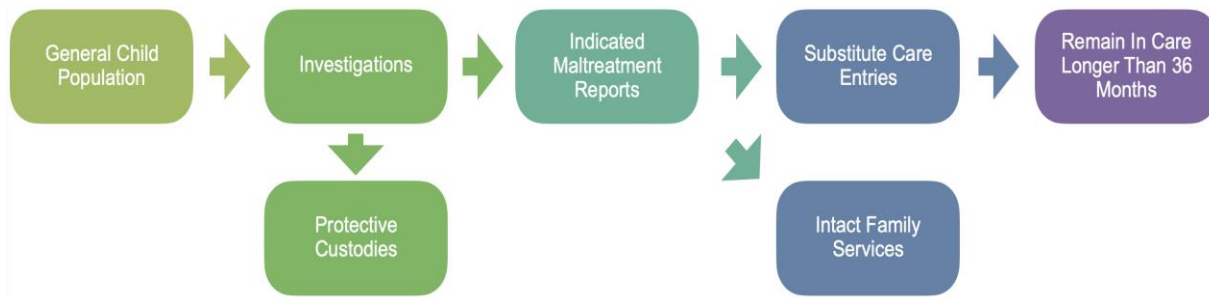 General Child
Population
Investigations
Indicated
Maltreatment
Reports
Substitute Care
Entries
Remain In Care
Longer Than 36
Months
Protective
Custodies
Intact Family
Services